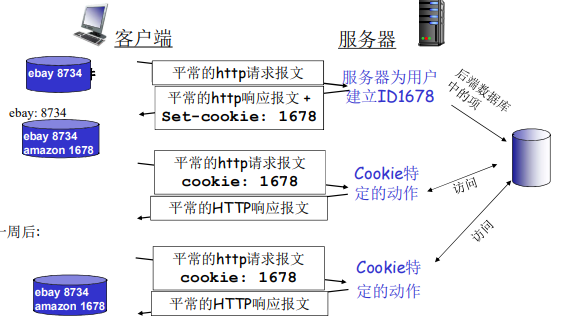 客户端
服务器
ebay 8734
平常的http请求报文
服务器为用户
建立ID1678
后端数据库
中的项
平常的http响应报文 +
Set-cookie: 1678
ebay: 8734
ebay 8734
amazon 1678
平常的http请求报文
cookie: 1678
Cookie特
定的动作
访问
平常的HTTP响应报文
一周后:
访问
平常的http请求报文
cookie: 1678
Cookie特
定的动作
ebay 8734
amazon 1678
平常的HTTP响应报文